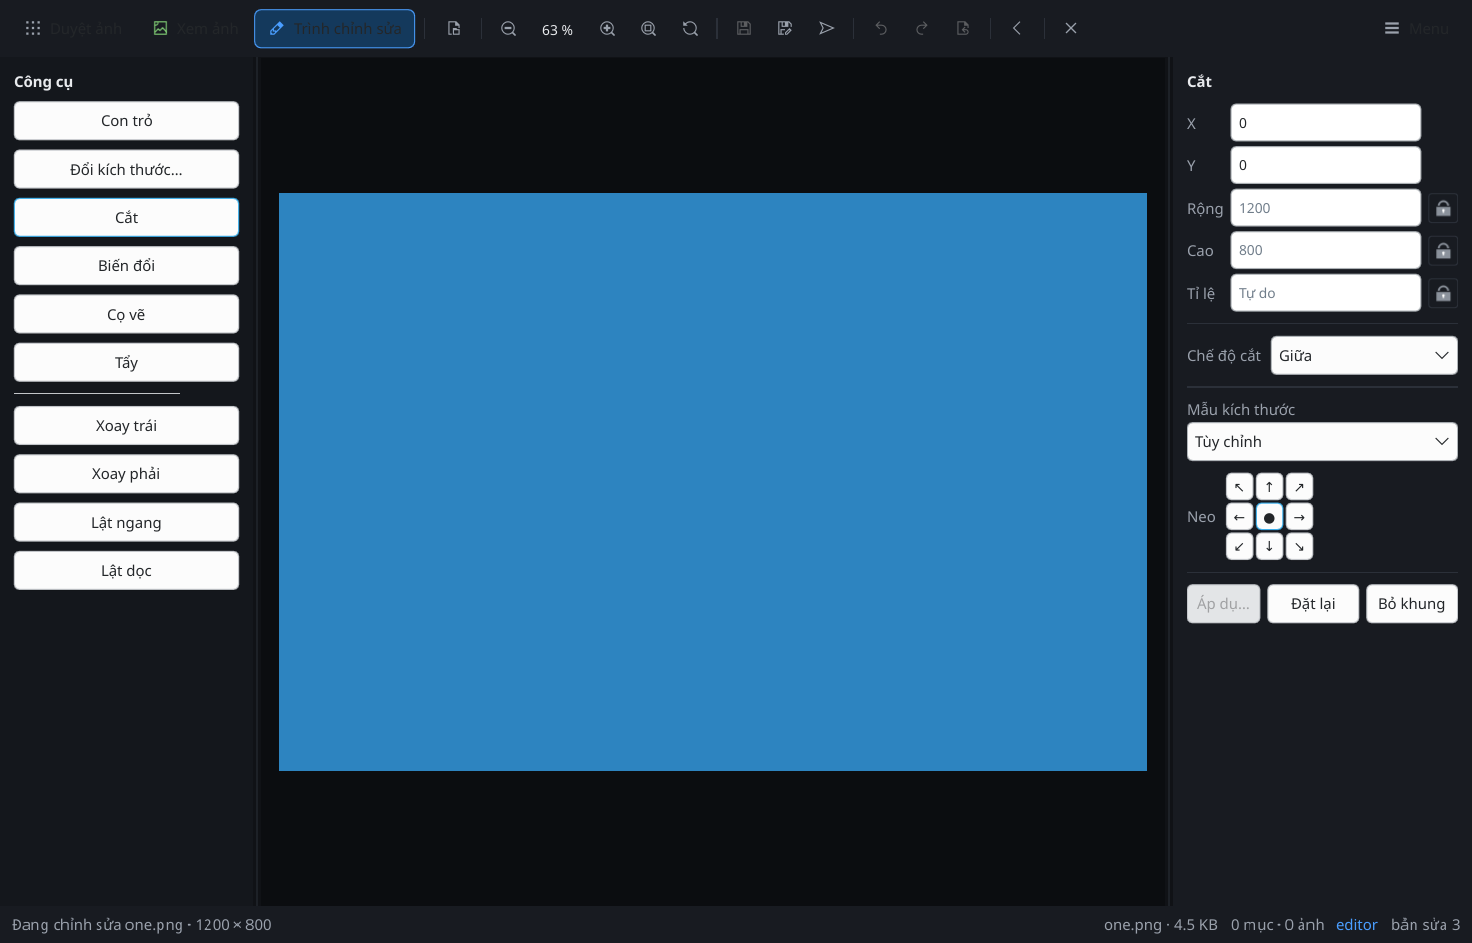 Duyệt ảnh Xem ảnh Trình chỉnh sửa 63 % Menu
Công cụ
Con trỏ
Đổi kích thước...
Cắt
Biến đổi
Cọ vẽ
Tẩy
Xoay trái
Xoay phải
Lật ngang
Lật dọc
Cắt
X 0
Y 0
Rộng 1200
Cao 800
Tỉ lệ Tự do
Chế độ cắt Giữa
Mẫu kích thước
Tùy chỉnh
↖ ↑ ↗
Neo ← ● →
↙ ↓ ↘
Áp dụ... Đặt lại Bỏ khung
Đang chỉnh sửa one.png · 1200 × 800 one.png · 4.5 KB 0 mục · 0 ảnh editor bản sửa 3